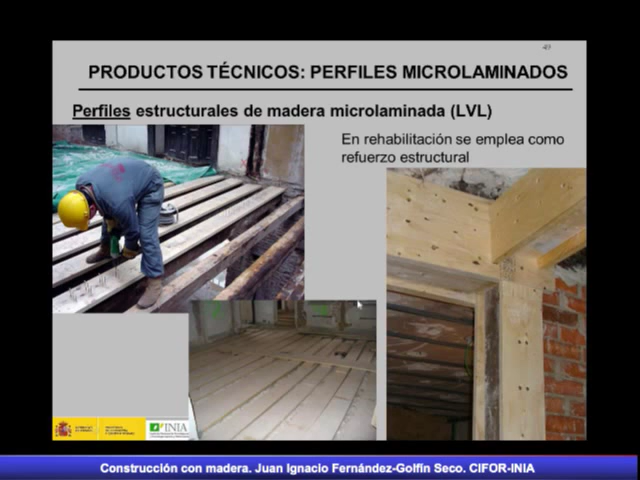 49
PRODUCTOS TÉCNICOS: PERFILES MICROLAMINADOS
Perfiles estructurales de madera microlaminada (LVL)
En rehabilitación se emplea como
refuerzo estructural
INIA
Construcción con madera. Juan Ignacio Fernández-Golfín Seco. CIFOR-INIA